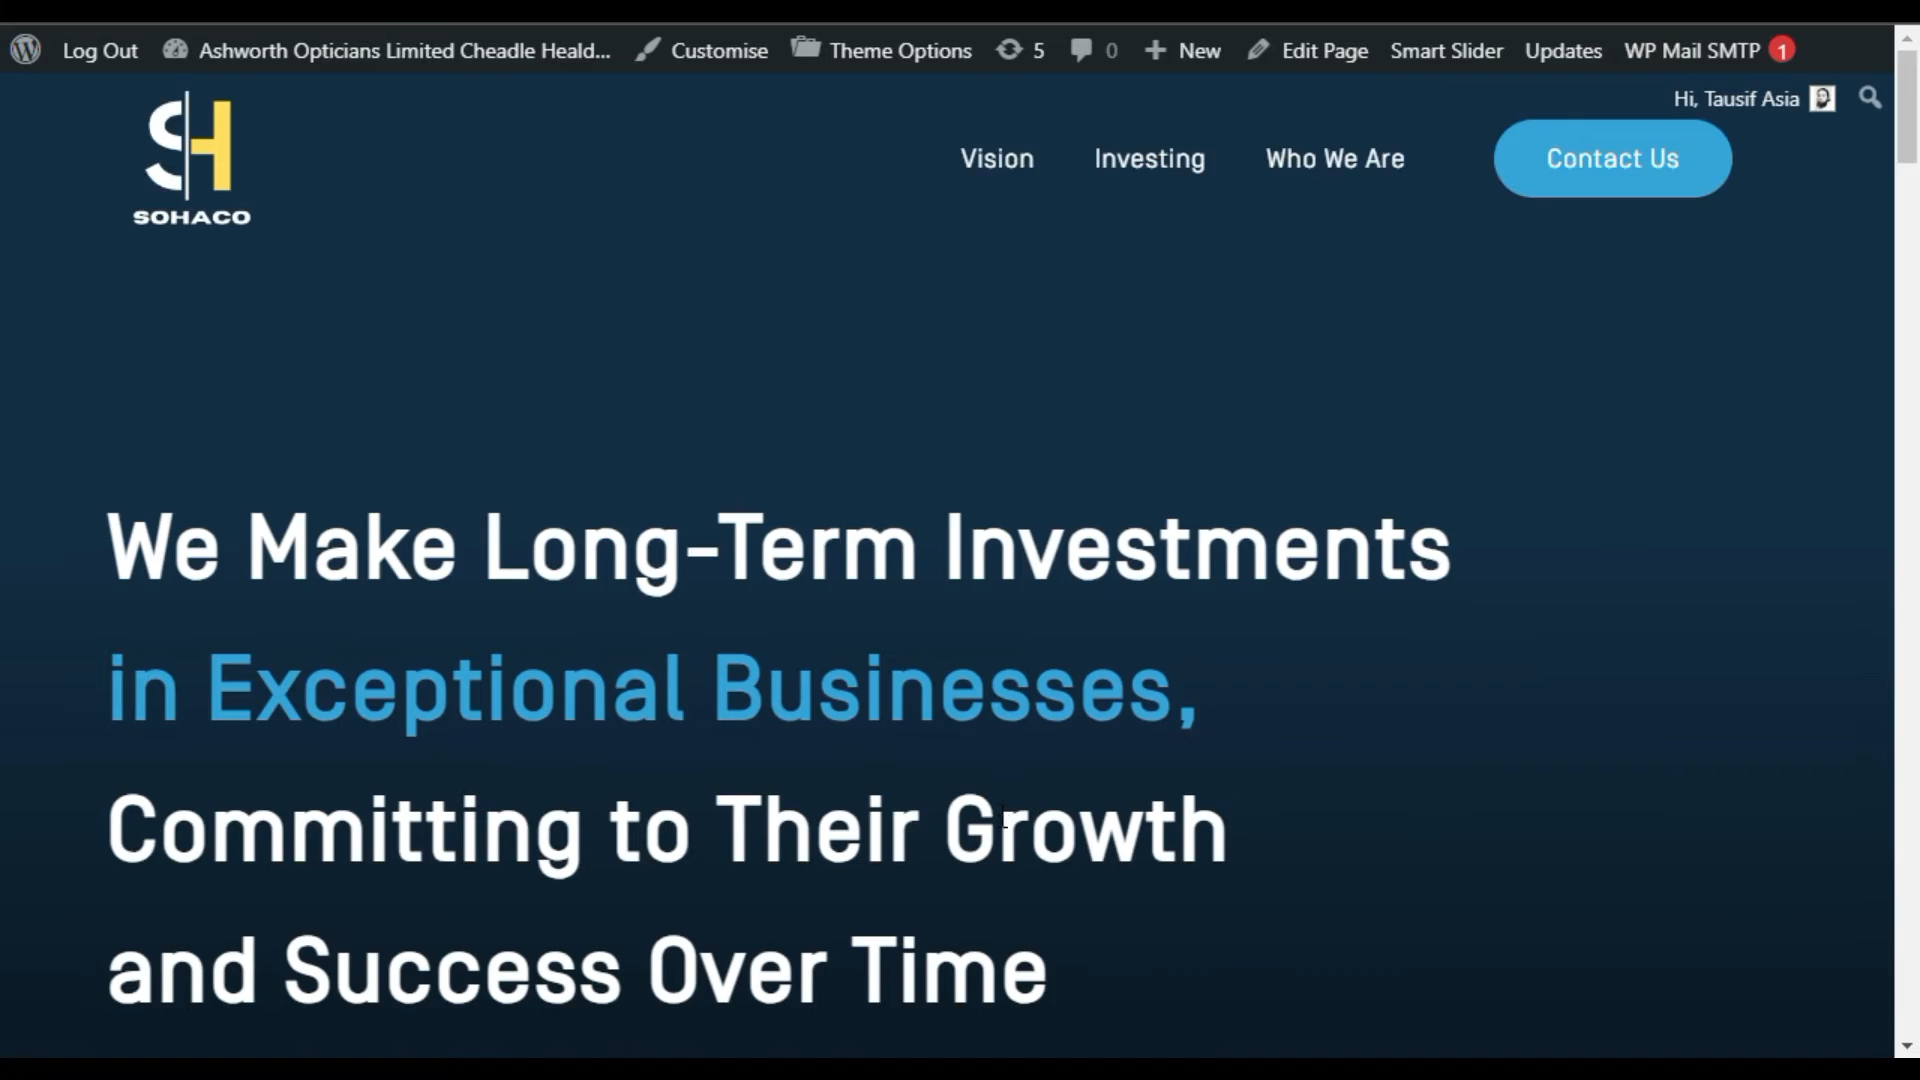 Log Out Ashworth Opticians Limited Cheadle Heald... Customise Theme Options 5 0 New Edit Page Smart Slider Updates WP Mail SMTP 1
Hi, Tausif Asia
SH
SOHACO
Vision Investing Who We Are Contact Us
We Make Long-Term Investments
in Exceptional Businesses,
Committing to Their Growth
and Success Over Time